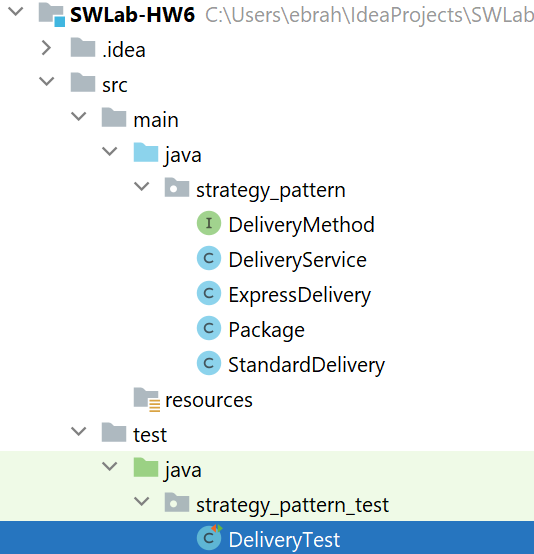 SWLab-HW6 C:\Users\ebrah\IdeaProjects\SWLab
.idea
src
main
java
strategy_pattern
I DeliveryMethod
C DeliveryService
C ExpressDelivery
C Package
C StandardDelivery
resources
test
java
strategy_pattern_test
C DeliveryTest